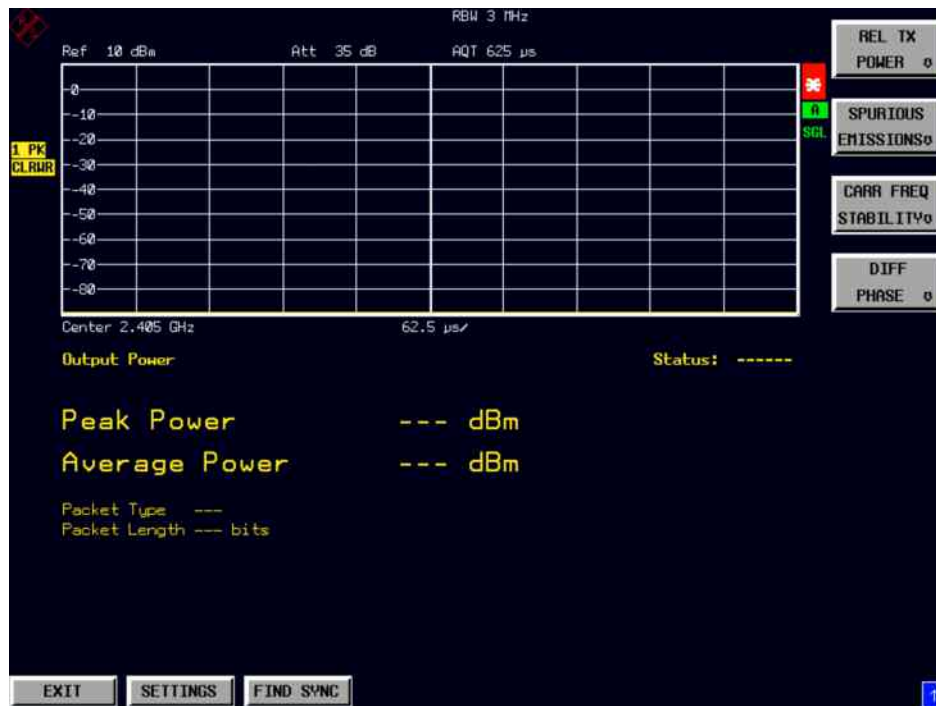 RBW 3 MHz
Ref 10 dBm Att 35 dB AQT 625 µs
REL TX
POWER
0
-10
-20
-30
-40
-50
-60
-70
-80
1 PK
CLRWR
A
SGL
SPURIOUS
EMISSIONS
CARR FREQ
STABILITY
DIFF
PHASE
Center 2.405 GHz 62.5 µs/
Output Power Status: ------
Peak Power --- dBm
Average Power --- dBm
Packet Type ---
Packet Length --- bits
EXIT SETTINGS FIND SYNC